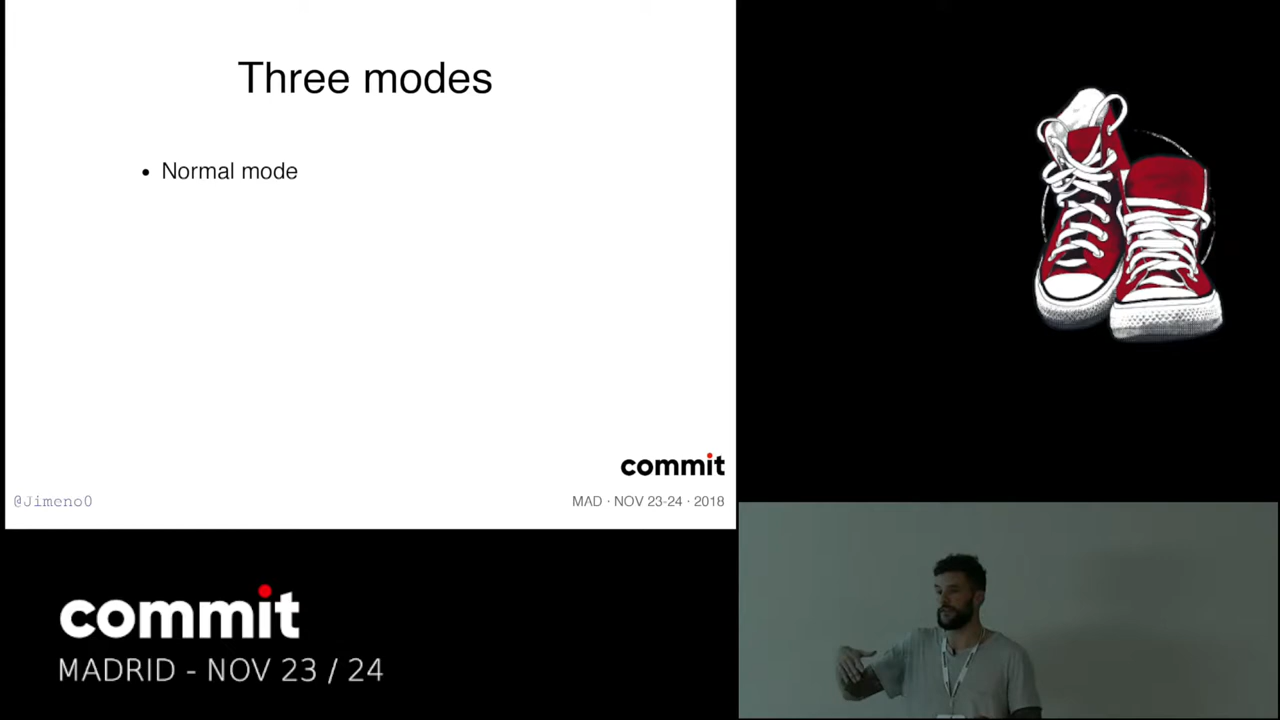 Three modes
• Normal mode
commit
@Jimeno0
MAD · NOV 23-24 · 2018
commit
MADRID - NOV 23 / 24